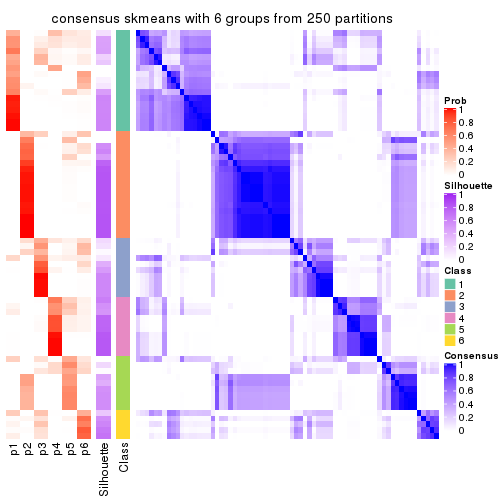 consensus skmeans with 6 groups from 250 partitions
Prob
1
0.8
0.6
0.4
0.2
0
Silhouette
1
0.8
0.6
0.4
0.2
0
Class
1
2
3
4
5
6
Consensus
1
0.8
0.6
0.4
0.2
0
p1
p2
p3
p4
p5
p6
Silhouette
Class